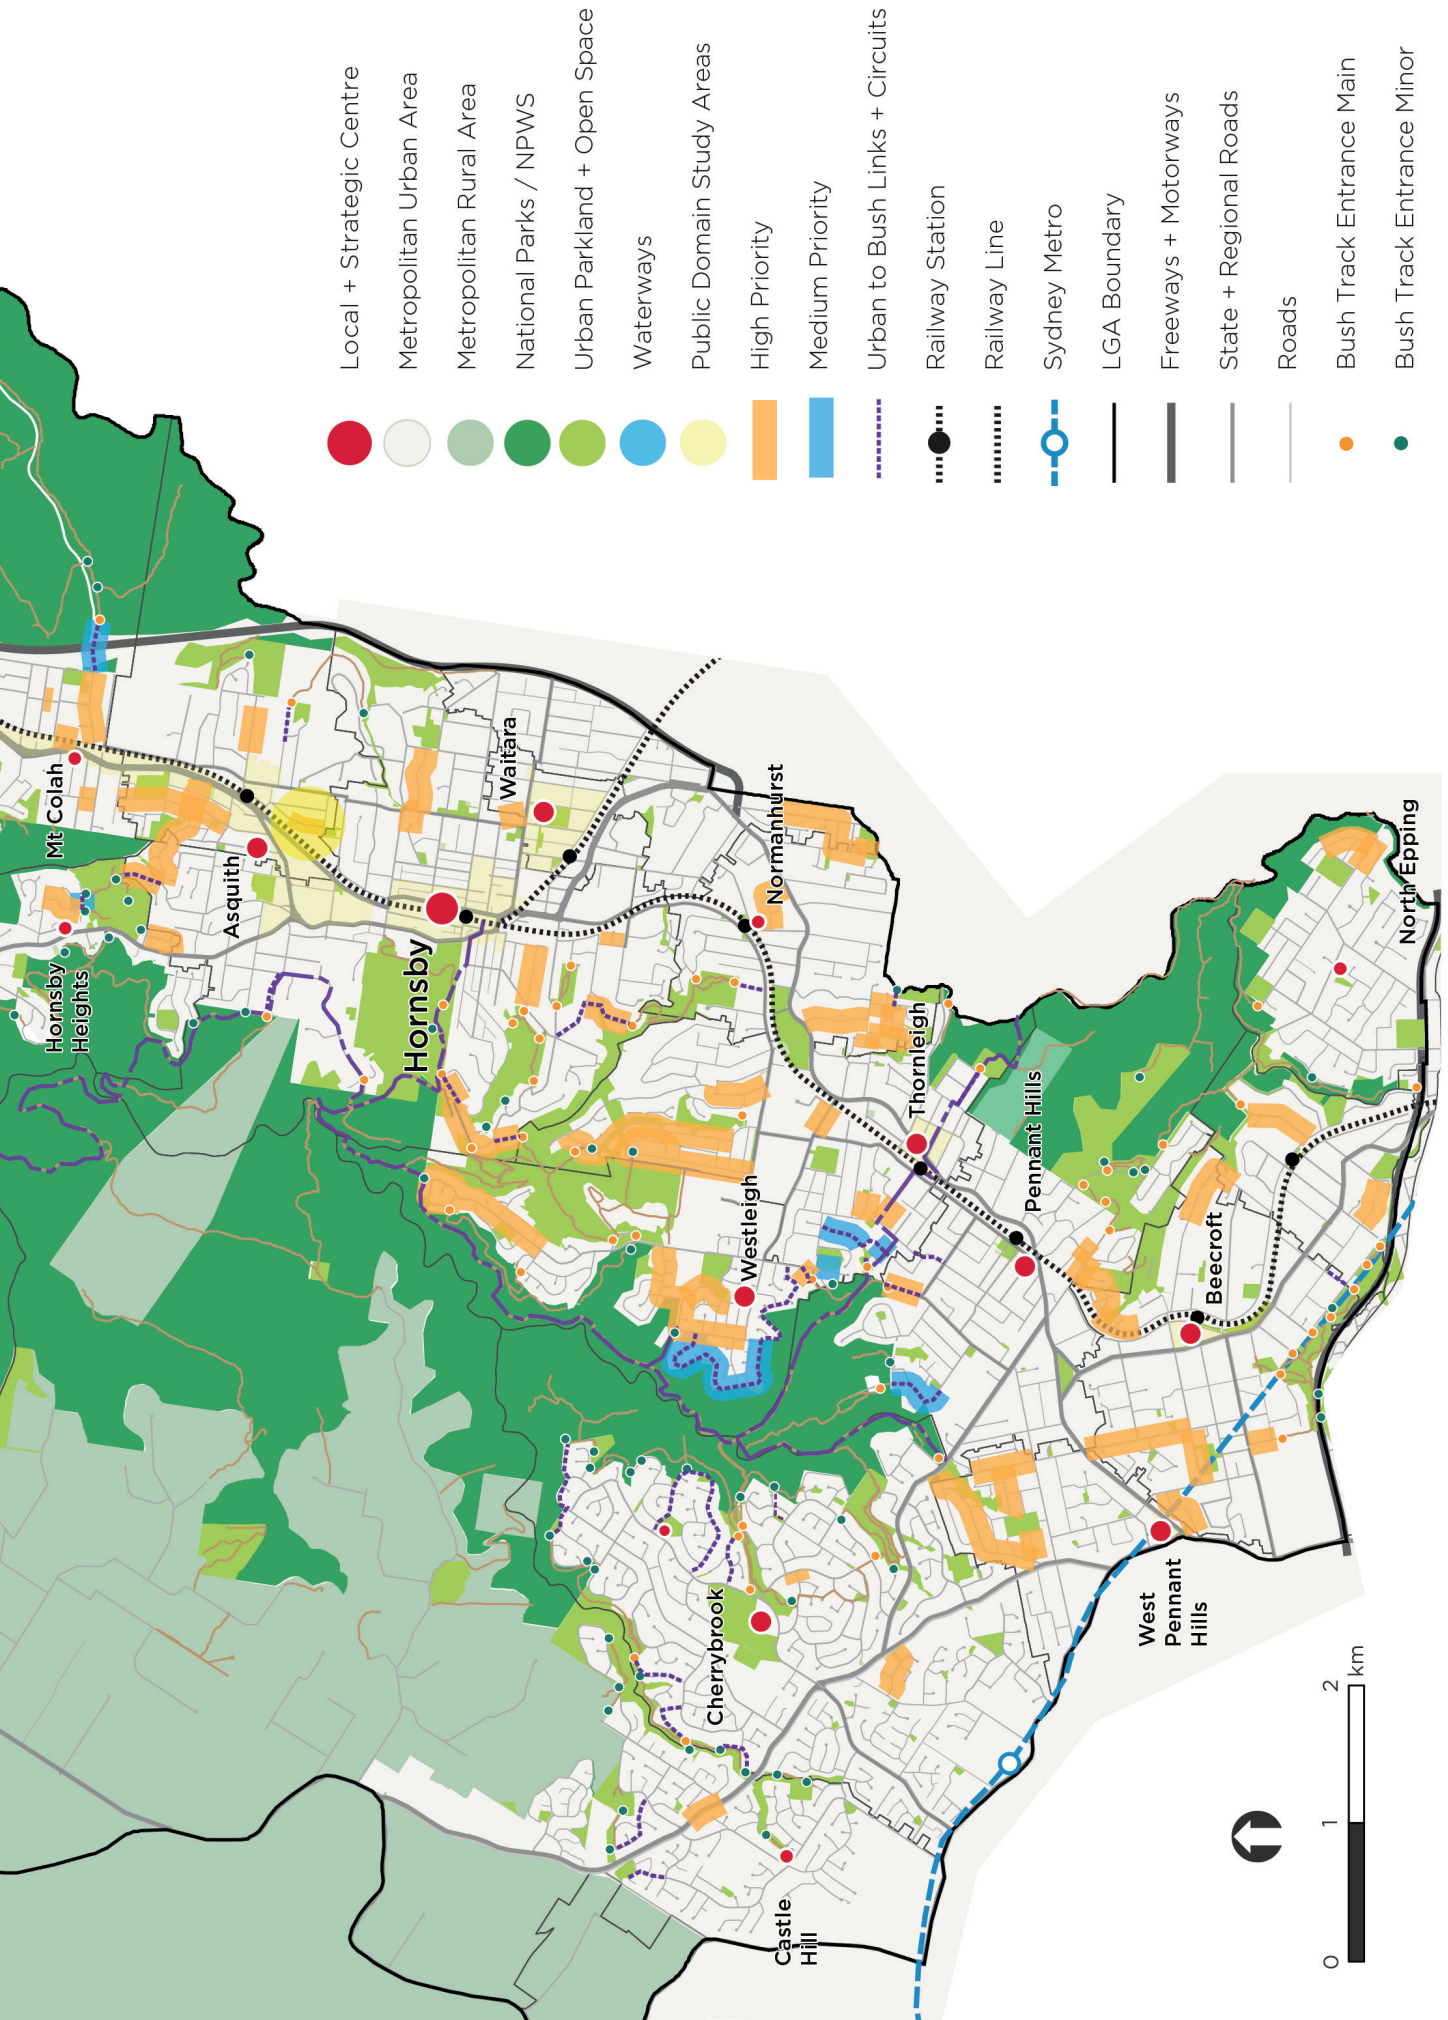 Mt Colah
Hornsby
Heights
Asquith
Hornsby
Waitara
Normanhurst
Westleigh
Thornleigh
Cherrybrook
Pennant Hills
Castle
Hill
Beecroft
West
Pennant
Hills
North Epping
Local + Strategic Centre
Metropolitan Urban Area
Metropolitan Rural Area
National Parks / NPWS
Urban Parkland + Open Space
Waterways
Public Domain Study Areas
High Priority
Medium Priority
Urban to Bush Links + Circuits
Railway Station
Railway Line
Sydney Metro
LGA Boundary
Freeways + Motorways
State + Regional Roads
Roads
Bush Track Entrance Main
Bush Track Entrance Minor
0 1 2
km